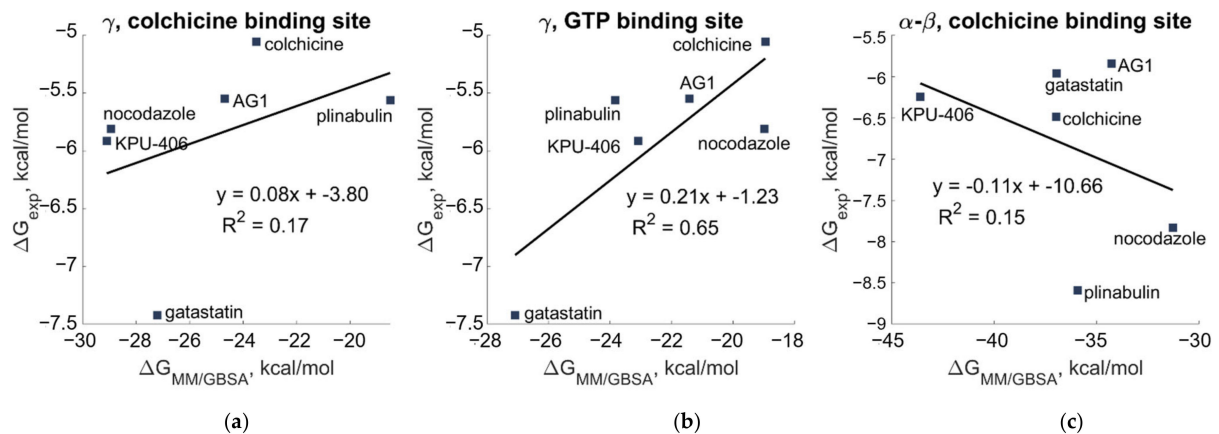 γ, colchicine binding site
−5
−5.5
−6
−6.5
−7
−7.5
ΔGexp, kcal/mol
colchicine
AG1
plinabulin
nocodazole
KPU-406
y = 0.08x + -3.80
R2 = 0.17
gatastatin
−30
−28
−26
−24
−22
−20
ΔGMM/GBSA, kcal/mol
(a)
γ, GTP binding site
−5
−5.5
−6
−6.5
−7
−7.5
ΔGexp, kcal/mol
colchicine
AG1
plinabulin
KPU-406
nocodazole
y = 0.21x + -1.23
R2 = 0.65
gatastatin
−28
−26
−24
−22
−20
−18
ΔGMM/GBSA, kcal/mol
(b)
α-β, colchicine binding site
−5
−5.5
−6
−6.5
−7
−7.5
−8
−8.5
−9
ΔGexp, kcal/mol
AG1
gatastatin
KPU-406
colchicine
y = -0.11x + -10.66
R2 = 0.15
nocodazole
plinabulin
−45
−40
−35
−30
ΔGMM/GBSA, kcal/mol
(c)